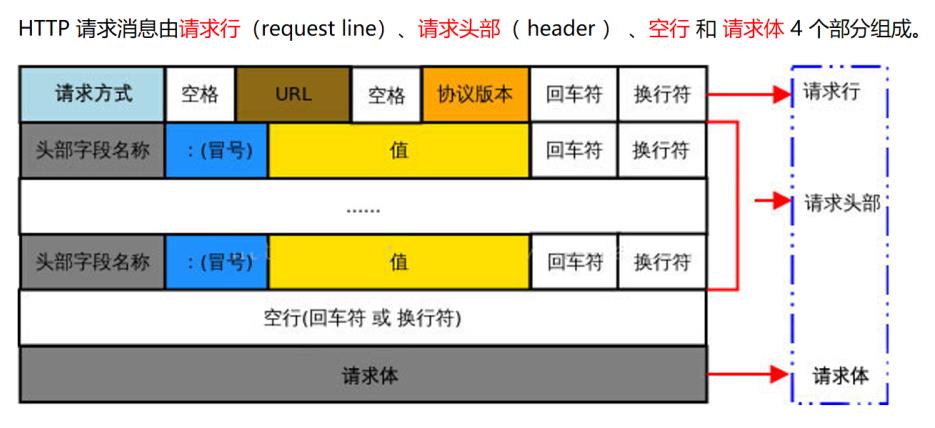 HTTP 请求消息由请求行（request line）、请求头部（ header ） 、空行 和 请求体 4 个部分组成。
请求方式 空格 URL 空格 协议版本 回车符 换行符 请求行
头部字段名称 ：(冒号) 值 回车符 换行符
...... 请求头部
头部字段名称 ：(冒号) 值 回车符 换行符
空行(回车符 或 换行符)
请求体 请求体